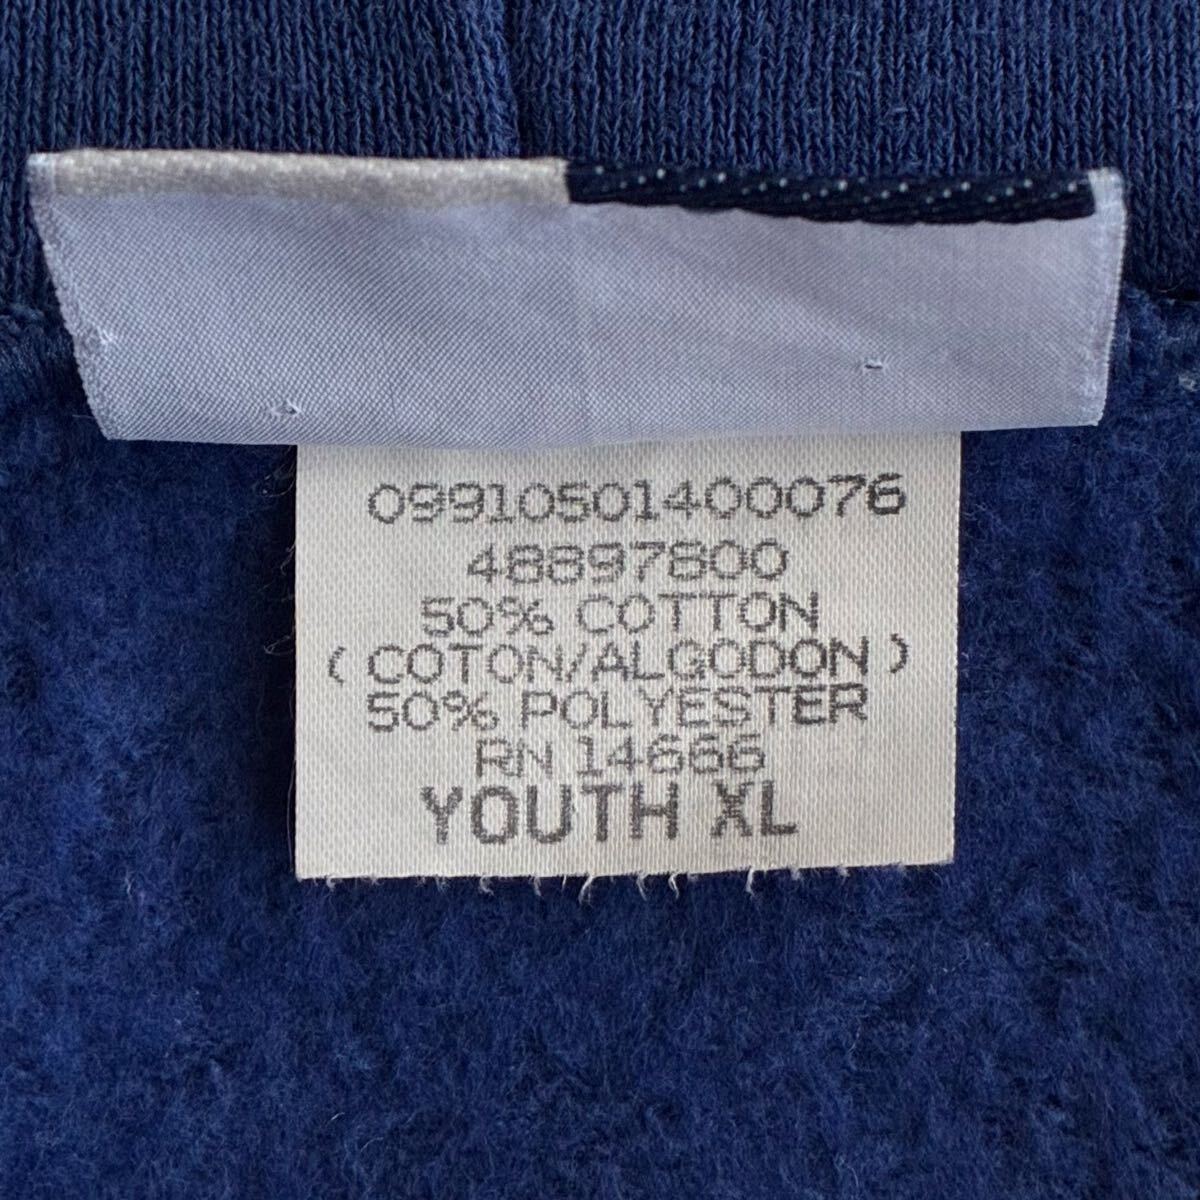 09910501400076
48897800
50% COTTON
( COTON/ALGODON )
50% POLYESTER
RN 14666
YOUTH XL